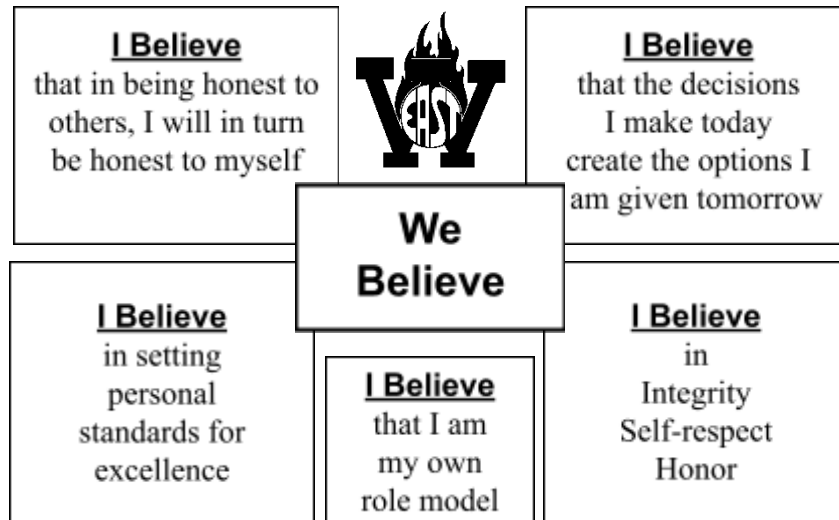 I Believe
that in being honest to
others, I will in turn
be honest to myself
W
EAST
I Believe
that the decisions
I make today
create the options I
am given tomorrow
We
Believe
I Believe
in setting
personal
standards for
excellence
I Believe
that I am
my own
role model
I Believe
in
Integrity
Self-respect
Honor